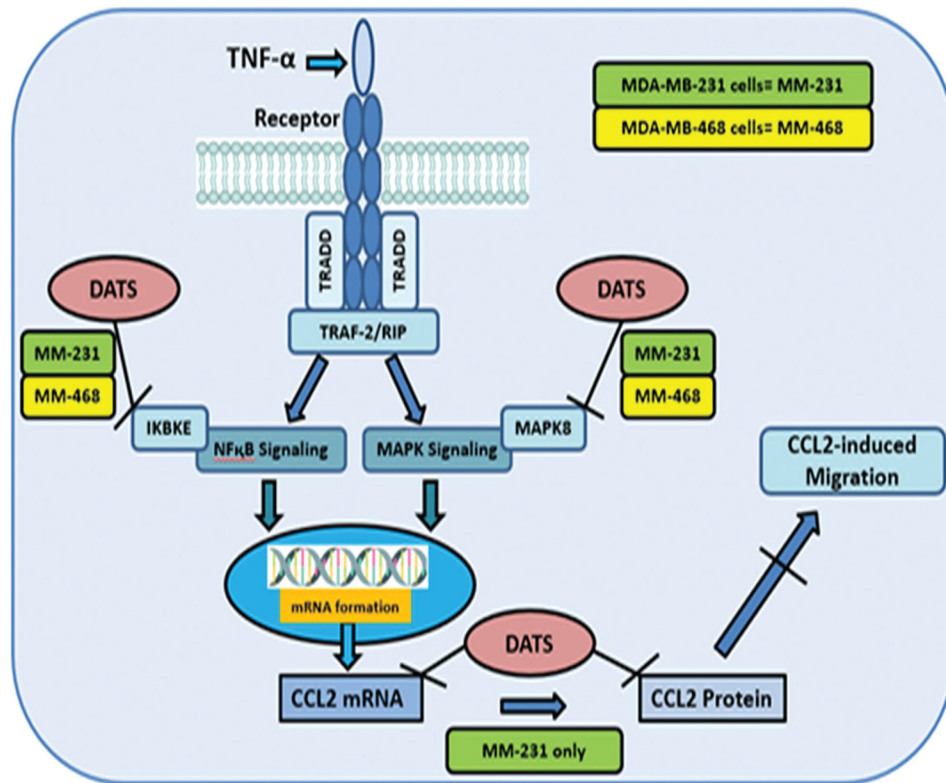 TNF-α
Receptor
MDA-MB-231 cells= MM-231
MDA-MB-468 cells= MM-468
TRADD
TRADD
TRAF-2/RIP
DATS
MM-231
MM-468
DATS
MM-231
MM-468
IKBKE
NFκB Signaling
MAPK Signaling
MAPK8
CCL2-induced
Migration
mRNA formation
DATS
CCL2 mRNA
CCL2 Protein
MM-231 only